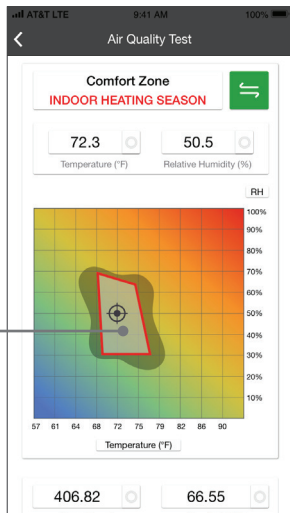 AT&T LTE 9:41 AM 100%
Air Quality Test
Comfort Zone
INDOOR HEATING SEASON
72.3 50.5
Temperature (°F) Relative Humidity (%)
RH
100%
90%
80%
70%
60%
50%
40%
30%
20%
10%
57 61 64 68 72 75 79 82 86 90
Temperature (°F)
406.82 66.55